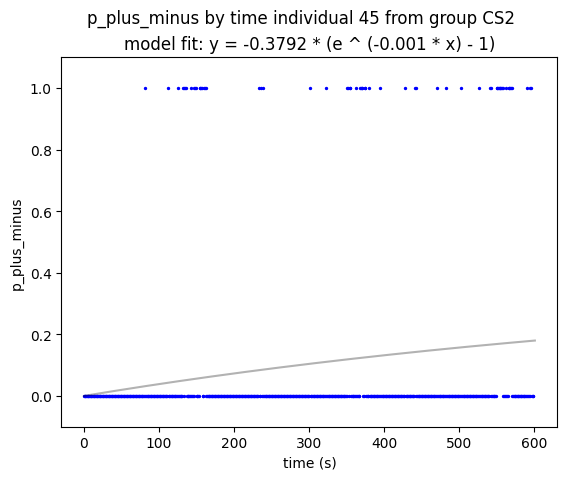 p_plus_minus by time individual 45 from group CS2
model fit: y = -0.3792 * (e ^ (-0.001 * x) - 1)
1.0
0.8
0.6
0.4
0.2
0.0
p_plus_minus
0 100 200 300 400 500 600
time (s)